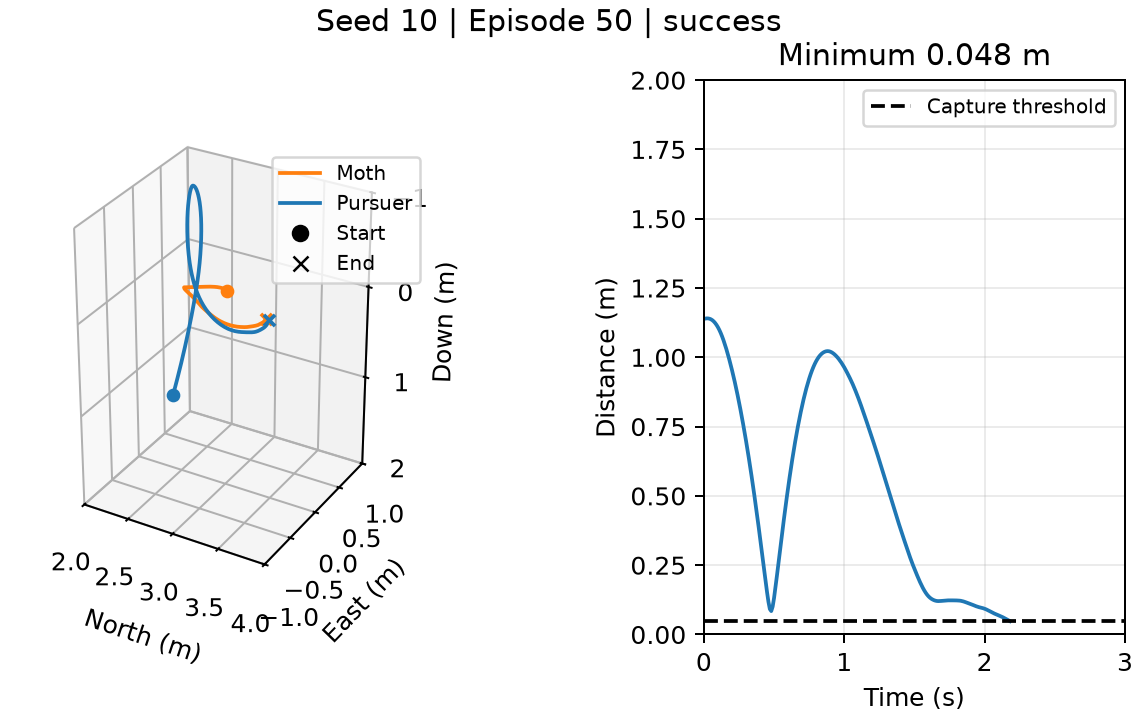 Seed 10 | Episode 50 | success
Moth
Pursuer
Start
End
0
1
2
Down (m)
2.0
2.5
3.0
3.5
4.0
North (m)
−1.0
−0.5
0.0
0.5
1.0
East (m)
Minimum 0.048 m
Capture threshold
2.00
1.75
1.50
1.25
1.00
0.75
0.50
0.25
0.00
Distance (m)
0
1
2
3
Time (s)